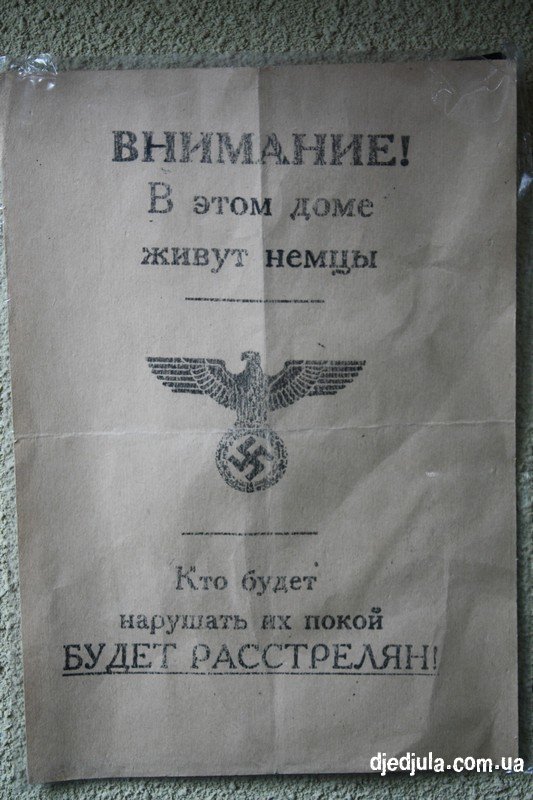 ВНИМАНИЕ!
В этом доме
живут немцы
Кто будет
нарушать их покой
БУДЕТ РАССТРЕЛЯН!
djedjula.com.ua